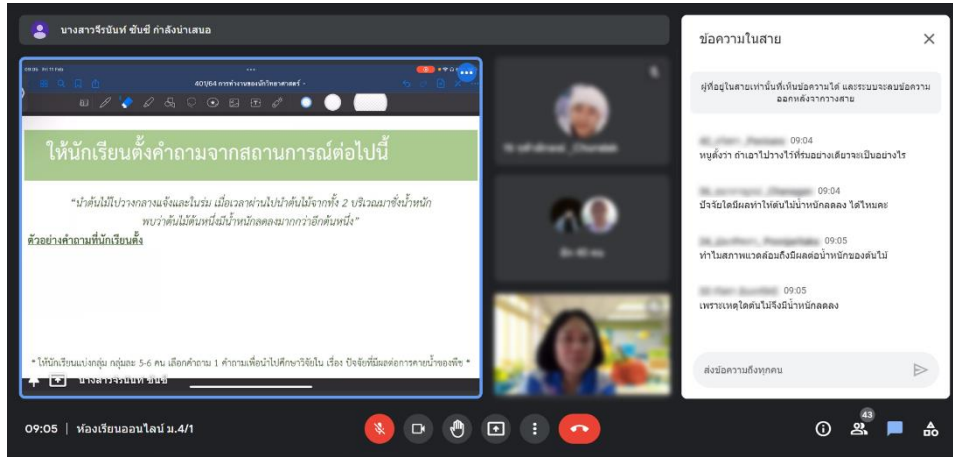 นางสาวจีรนันท์ ขันชี กำลังนำเสนอ
401/64 การทำงานของนักวิทยาศาสตร์
ให้นักเรียนตั้งคำถามจากสถานการณ์ต่อไปนี้
"นำต้นไม้ไปวางกลางแจ้งและในร่ม เมื่อเวลาผ่านไปนำต้นไม้จากทั้ง 2 บริเวณมาชั่งน้ำหนัก
พบว่าต้นไม้ต้นหนึ่งมีน้ำหนักลดลงมากกว่าอีกต้นหนึ่ง"
ตัวอย่างคำถามที่นักเรียนตั้ง
* ให้นักเรียนแบ่งกลุ่ม กลุ่มละ 5-6 คน เลือกคำถาม 1 คำถามเพื่อนำไปศึกษาวิจัยใน เรื่อง ปัจจัยที่มีผลต่อการคายน้ำของพืช *
นางสาวจีรนันท์ ขันชี
ข้อความในสาย
ผู้ที่อยู่ในสายเท่านั้นที่เห็นข้อความได้ และระบบจะลบข้อความ
ออกหลังจากวางสาย
09:04
หนูตั้งว่า ถ้าเอาไปวางไว้ที่ร่มอย่างเดียวจะเป็นอย่างไร
09:04
ปัจจัยใดมีผลทำให้ต้นไม้น้ำหนักลดลง ได้ไหมคะ
09:05
ทำไมสภาพแวดล้อมถึงมีผลต่อน้ำหนักของต้นไม้
09:05
เพราะเหตุใดต้นไม้จึงมีน้ำหนักลดลง
ส่งข้อความถึงทุกคน
09:05 | ห้องเรียนออนไลน์ ม.4/1
43